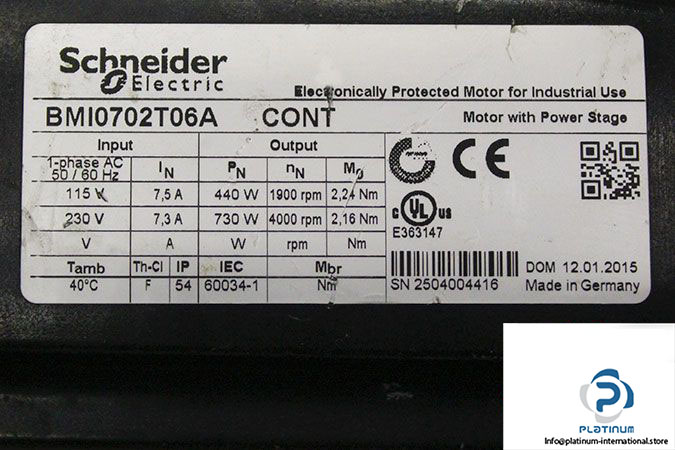 Schneider
Electric
Electronically Protected Motor for Industrial Use
BMI0702T06A CONT Motor with Power Stage
Input Output
1-phase AC 50 / 60 Hz IN PN nN M0
115 V 7,5 A 440 W 1900 rpm 2,24 Nm
230 V 7,3 A 730 W 4000 rpm 2,16 Nm
V A W rpm Nm
Tamb Th-Cl IP IEC Mbr
40°C F 54 60034-1 Nm
CE
c UL us
E363147
DOM 12.01.2015
SN 2504004416 Made in Germany
PLATINUM
Info@platinum-international.store